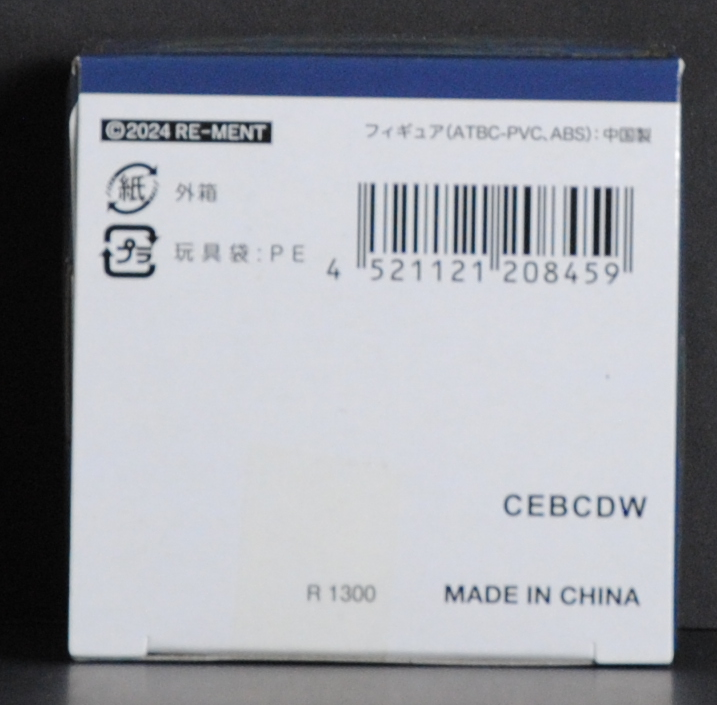 ©2024 RE-MENT
フィギュア(ATBC-PVC、ABS):中国製
紙 外箱
プラ 玩具袋:PE
4 521121 208459
CEBCDW
R 1300
MADE IN CHINA